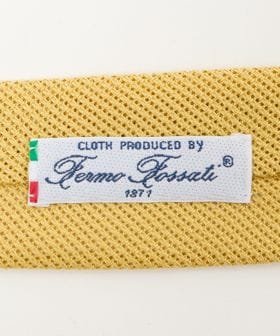 CLOTH PRODUCED BY
Fermo Fossati®
1871